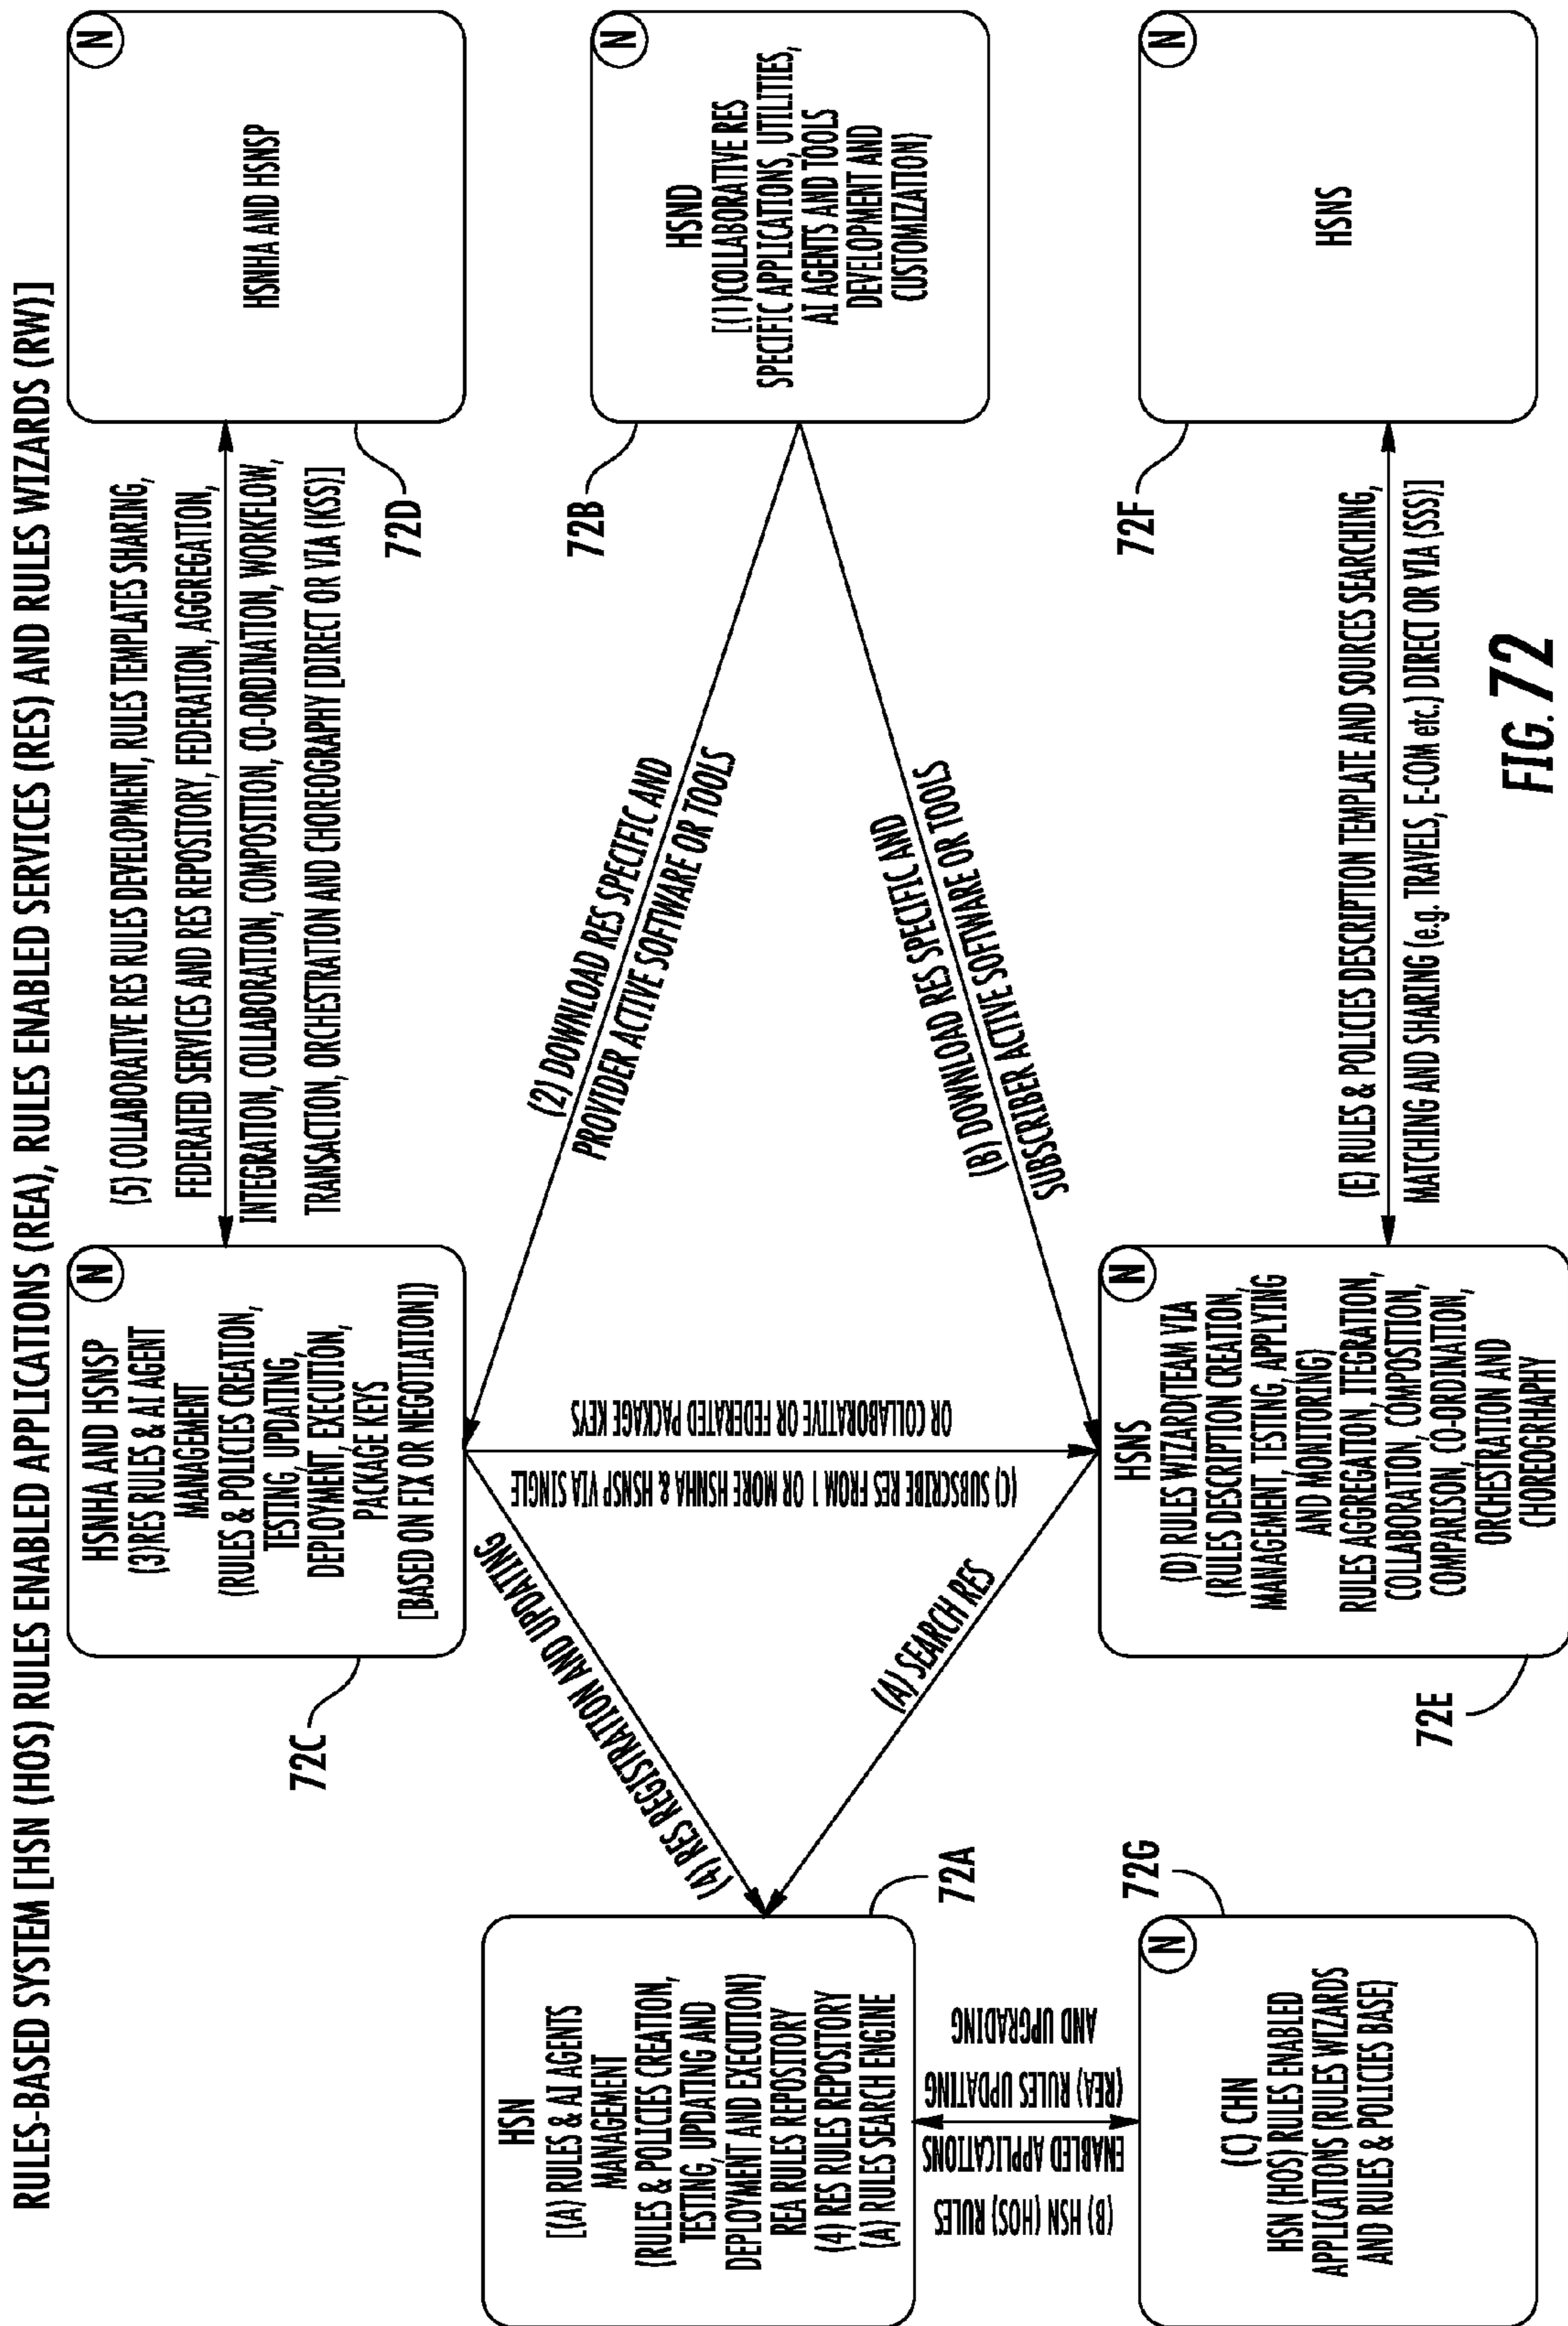 RULES-BASED SYSTEM [HSN (HOS) RULES ENABLED APPLICATIONS (REA), RULES ENABLED SERVICES (RES) AND RULES WIZARDS (RW)]
HSNHA AND HSNSP
(3)RES RULES & AI AGENT
MANAGEMENT
(RULES & POLICIES CREATION,
TESTING, UPDATING,
DEPLOYMENT, EXECUTION,
PACKAGE KEYS
[BASED ON FIX OR NEGOTIATION])
N
72C
(5) COLLABORATIVE RES RULES DEVELOPMENT, RULES TEMPLATES SHARING,
FEDERATED SERVICES AND RES REPOSITORY, FEDERATION, AGGREGATION,
INTEGRATION, COLLABORATION, COMPOSITION, CO-ORDINATION, WORKFLOW,
TRANSACTION, ORCHESTRATION AND CHOREOGRAPHY [DIRECT OR VIA (KSS)]
HSNHA AND HSNSP
N
72D
HSN
[(A) RULES & AI AGENTS
MANAGEMENT
(RULES & POLICIES CREATION,
TESTING, UPDATING AND
DEPLOYMENT AND EXECUTION)
REA RULES REPOSITORY
(4) RES RULES REPOSITORY
(A) RULES SEARCH ENGINE
72A
(4) RES REGISTRATION AND UPDATING
(A) SEARCH RES
(C) SUBSCRIBE RES FROM 1 OR MORE HSNHA & HSNSP VIA SINGLE
OR COLLABORATIVE OR FEDERATED PACKAGE KEYS
(2) DOWNLOAD RES SPECIFIC AND
PROVIDER ACTIVE SOFTWARE OR TOOLS
(B) DOWNLOAD RES SPECIFIC AND
SUBSCRIBER ACTIVE SOFTWARE OR TOOLS
HSND
[(1)COLLABORATIVE RES
SPECIFIC APPLICATIONS, UTILITIES,
AI AGENTS AND TOOLS
DEVELOPMENT AND
CUSTOMIZATION)
N
72B
(B) HSN (HOS) RULES
ENABLED APPLICATIONS
(REA) RULES UPDATING
AND UPGRADING
(C) CHN
HSN (HOS) RULES ENABLED
APPLICATIONS (RULES WIZARDS
AND RULES & POLICIES BASE)
N
72G
HSNS
(D) RULES WIZARD(TEAM VIA
(RULES DESCRIPTION CREATION,
MANAGEMENT, TESTING, APPLYING
AND MONITORING)
RULES AGGREGATION, ITEGRATION,
COLLABORATION, COMPOSITION,
COMPARISON, CO-ORDINATION,
ORCHESTRATION AND
CHOREOGRHAPHY
N
72E
(E) RULES & POLICIES DESCRIPTION TEMPLATE AND SOURCES SEARCHING,
MATCHING AND SHARING (e.g. TRAVELS, E-COM etc.) DIRECT OR VIA (SSS)]
HSNS
N
72F
FIG. 72